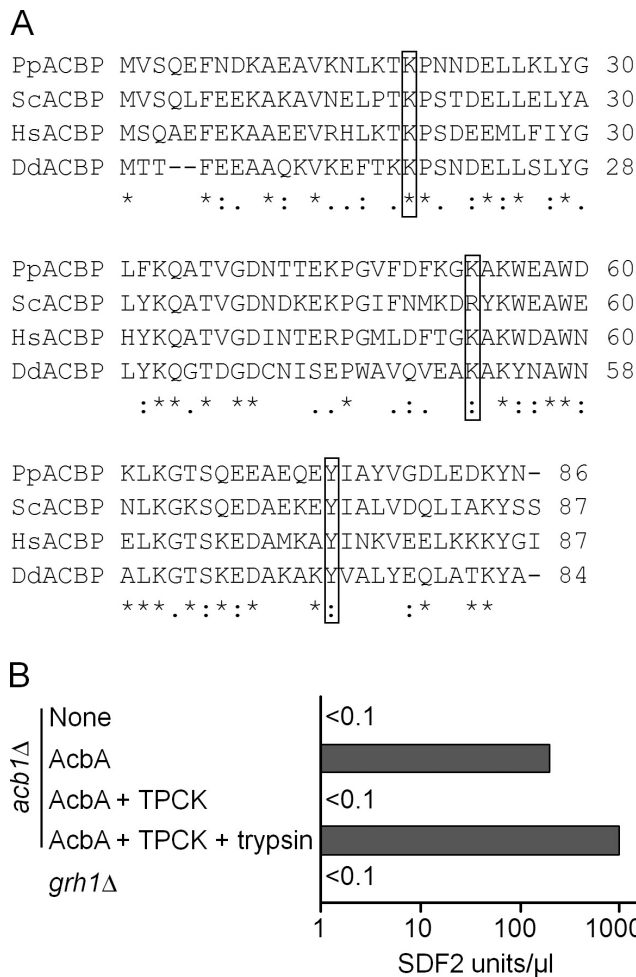 A
PpACBP MVSQEFNDKAEAVKNLKTKPNNDELLKLYG 30
ScACBP MVSQLFEEKAKAVNELPTKPSTDELLELYA 30
HsACBP MSQAEFEKAAEEVRHLKTKPSDEEMLFIYG 30
DdACBP MTT--FEEAAQKVKEFTKKPSNDELLSLYG 28
*    *:.  *: *..: .**. :*:*  :*.
PpACBP LFKQATVGDNTTEKPGVFDFKGKAKWEAWD 60
ScACBP LYKQATVGDNDKEKPGIFNMKDRYKWEAWE 60
HsACBP HYKQATVGDINTERPGMLDFTGKAKWDAWN 60
DdACBP LYKQGTDGDCNISEPWAVQVEAKAKYNAWN 58
:**.* **   ..*  .:.  : *::**:
PpACBP KLKGTSQEEAEQEYIAYVGDLEDKYN- 86
ScACBP NLKGKSQEDAEKEYIALVDQLIAKYSS 87
HsACBP ELKGTSKEDAMKAYINKVEELKKKYGI 87
DdACBP ALKGTSKEDAKAKYVALYEQLATKYA- 84
***.*:*:*   *:    :*  **
B
acb1Δ
None <0.1
AcbA
AcbA + TPCK <0.1
AcbA + TPCK + trypsin
grh1Δ <0.1
1 10 100 1000
SDF2 units/µl